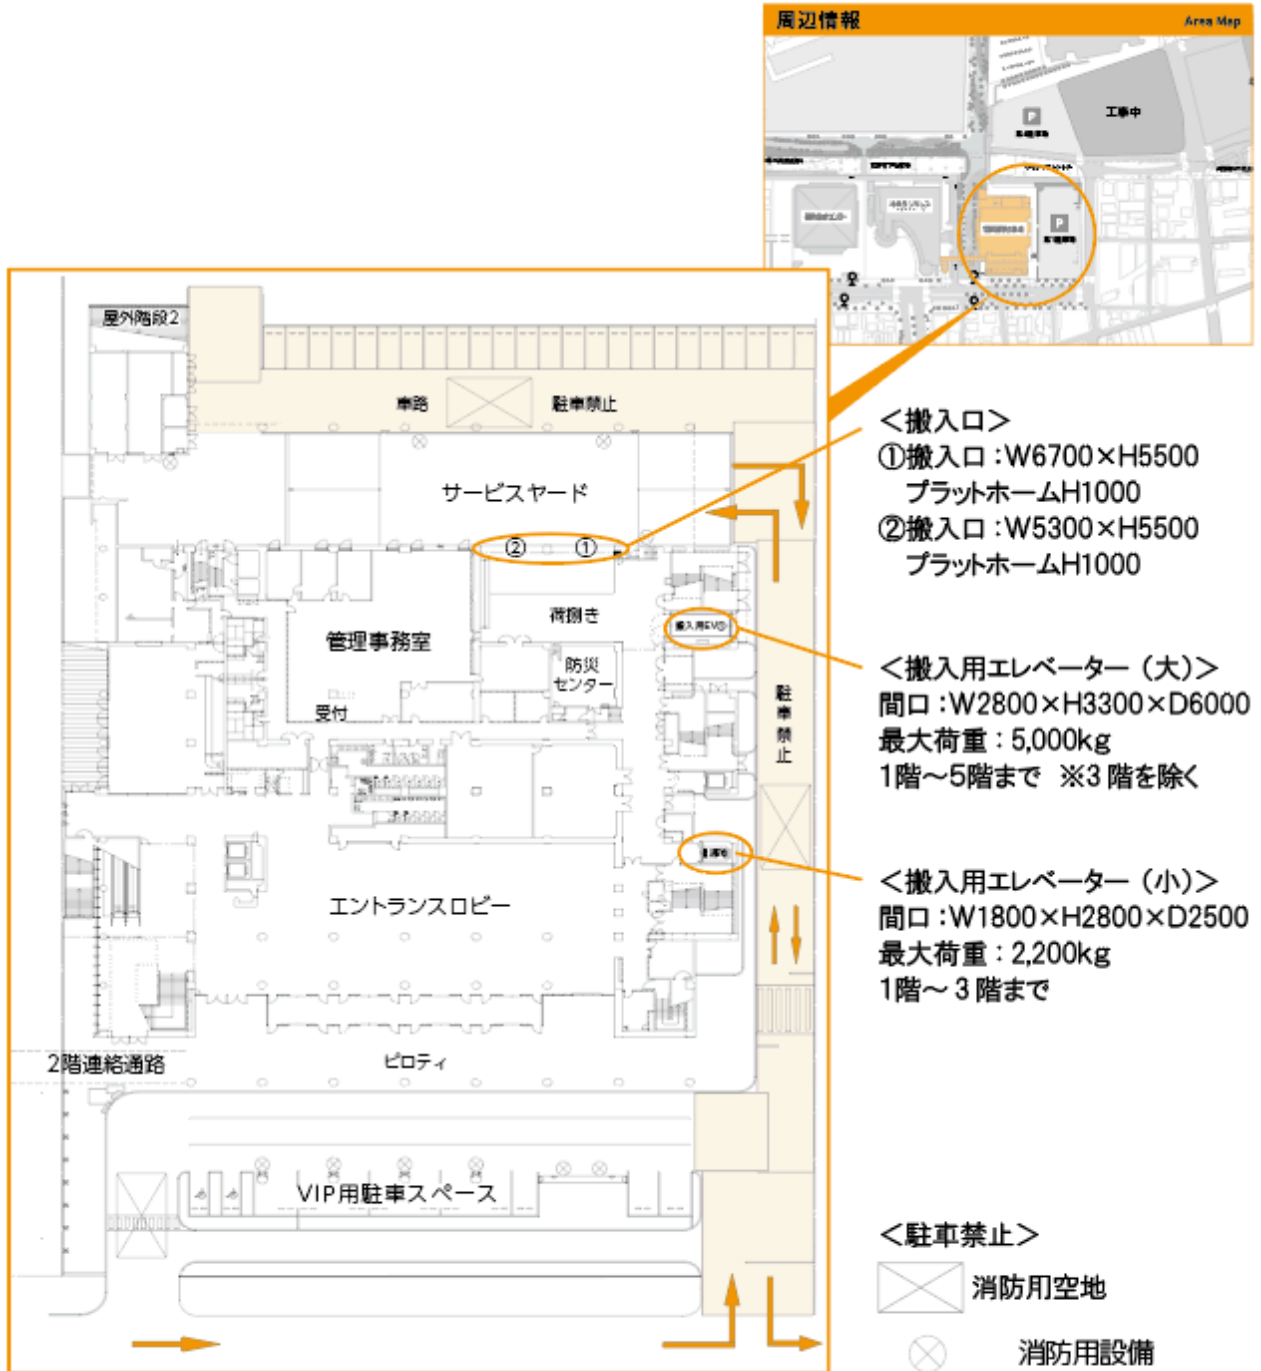 周辺情報
Area Map
工事中
P
P
屋外階段2
車路
駐車禁止
サービスヤード
②
①
荷捌き
搬入用EV①
管理事務室
防災
センター
受付
駐車禁止
エントランスロビー
2階連絡通路
ピロティ
VIP用駐車スペース
＜搬入口＞
①搬入口：W6700×H5500
プラットホームH1000
②搬入口：W5300×H5500
プラットホームH1000
＜搬入用エレベーター（大）＞
間口：W2800×H3300×D6000
最大荷重：5,000kg
1階～5階まで ※3階を除く
＜搬入用エレベーター（小）＞
間口：W1800×H2800×D2500
最大荷重：2,200kg
1階～3階まで
＜駐車禁止＞
消防用空地
消防用設備